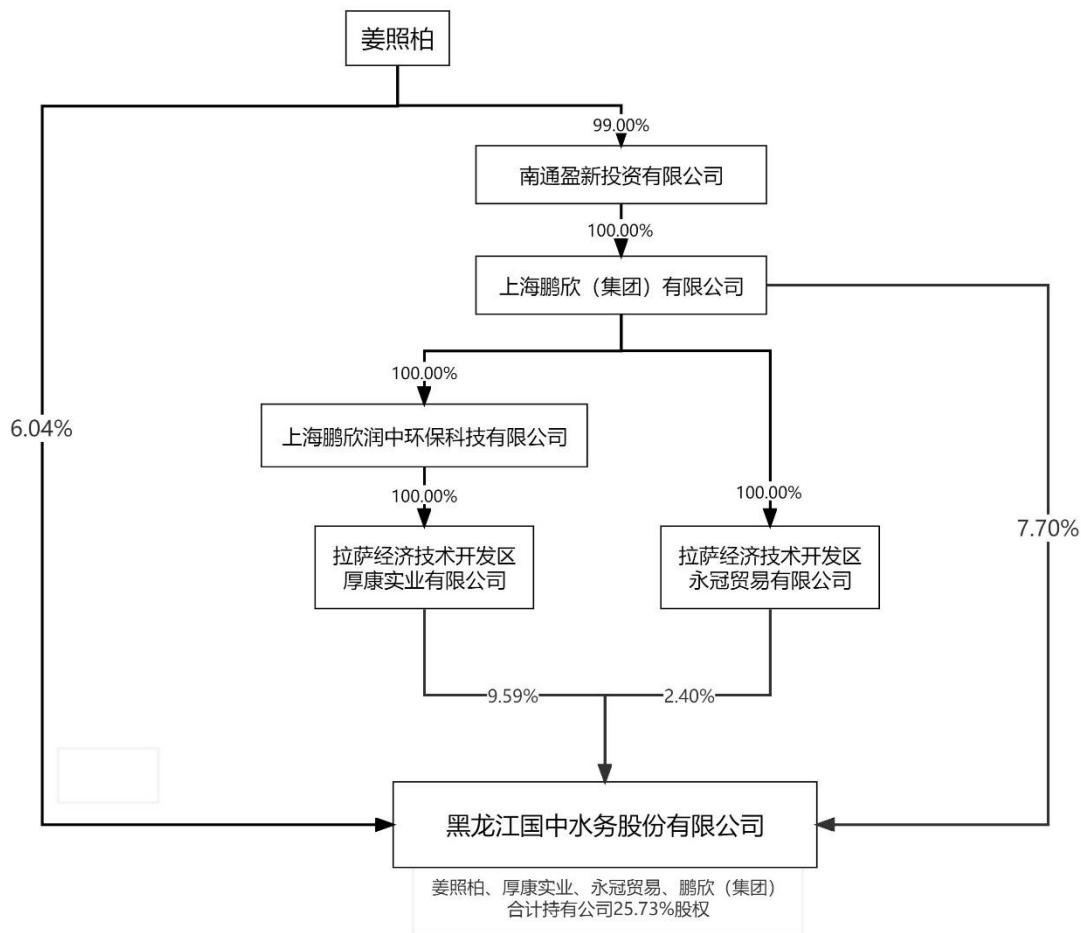 姜照柏
99.00%
南通盈新投资有限公司
100.00%
上海鹏欣（集团）有限公司
100.00%
6.04%
上海鹏欣润中环保科技有限公司
100.00%
100.00%
7.70%
拉萨经济技术开发区
厚康实业有限公司
拉萨经济技术开发区
永冠贸易有限公司
9.59%
2.40%
黑龙江国中水务股份有限公司
姜照柏、厚康实业、永冠贸易、鹏欣（集团）
合计持有公司25.73%股权